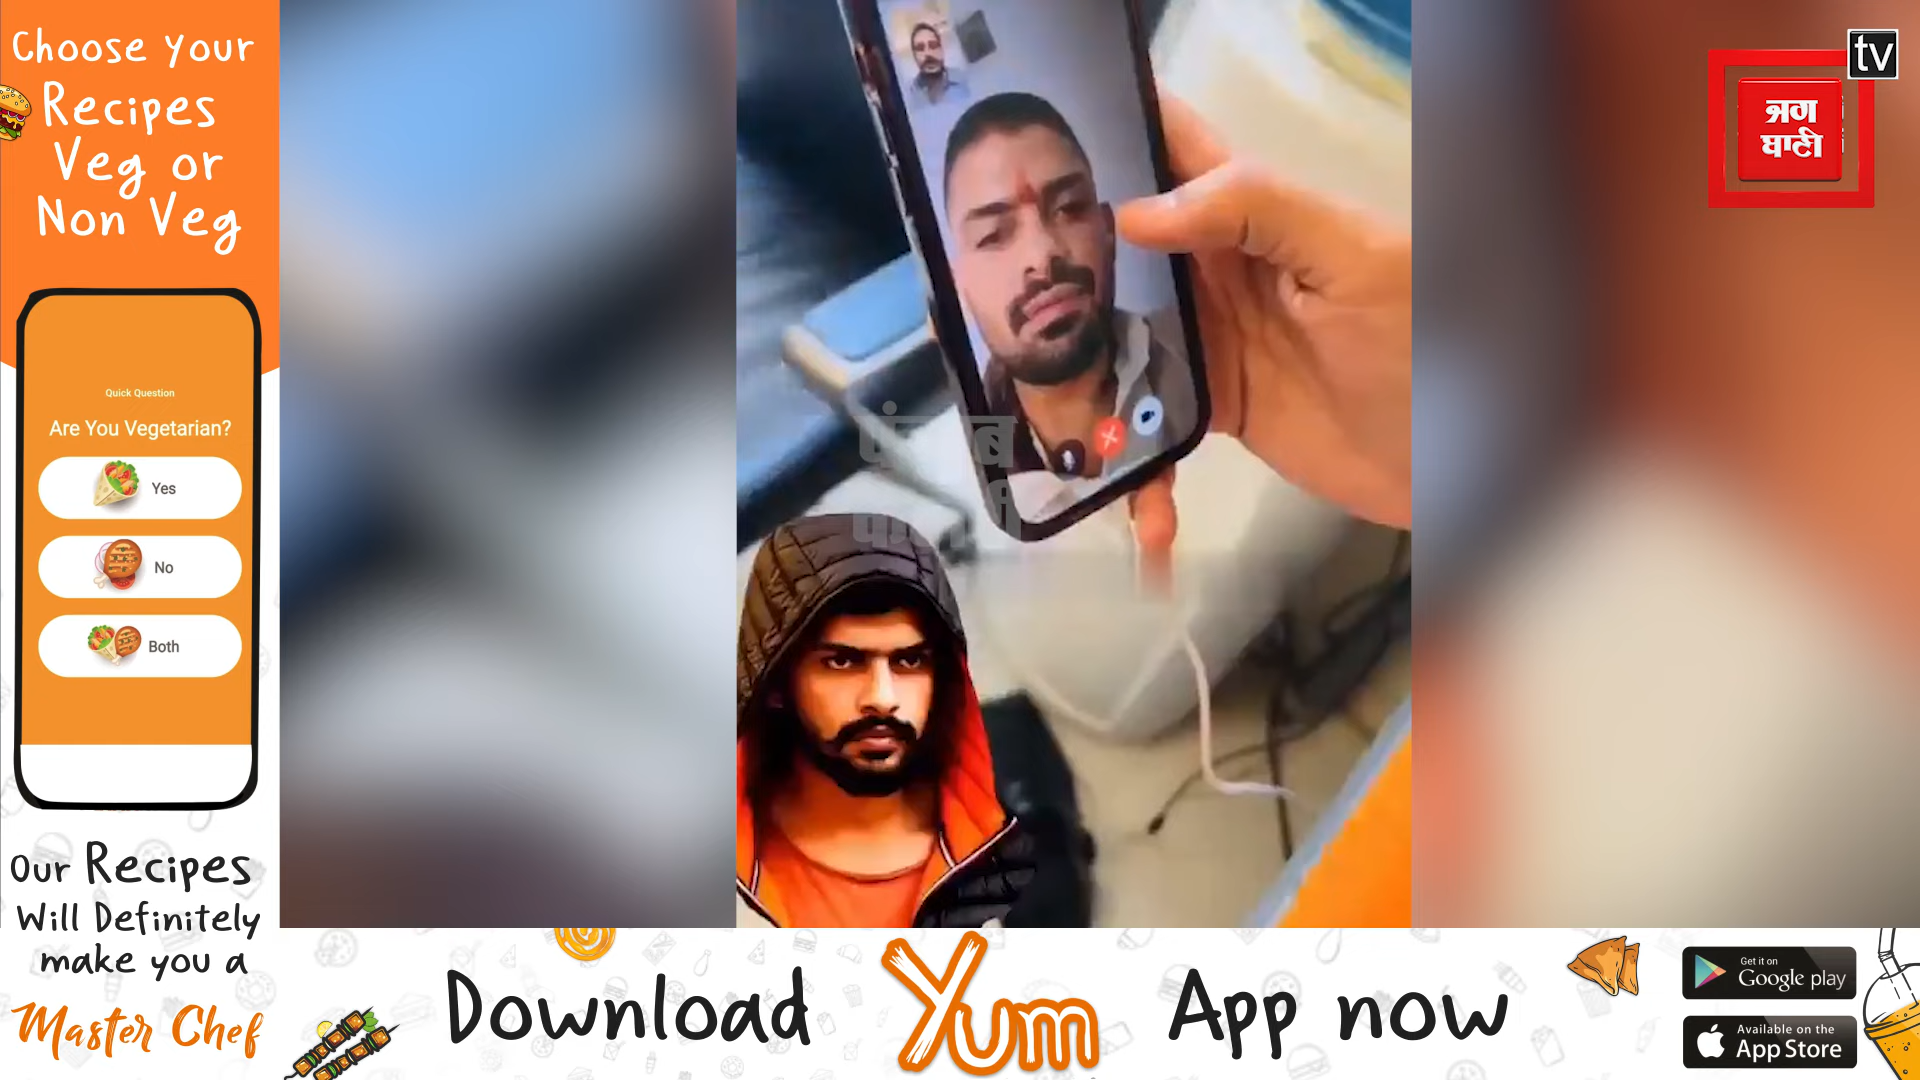 Choose Your
Recipes
Veg or
Non Veg
Quick Question
Are You Vegetarian?
Yes
No
Both
Our Recipes
Will Definitely
make you a
Master Chef
tv
ਜਗ
ਬਾਣੀ
Download Yum App now
Get it on
Google play
Available on the
App Store